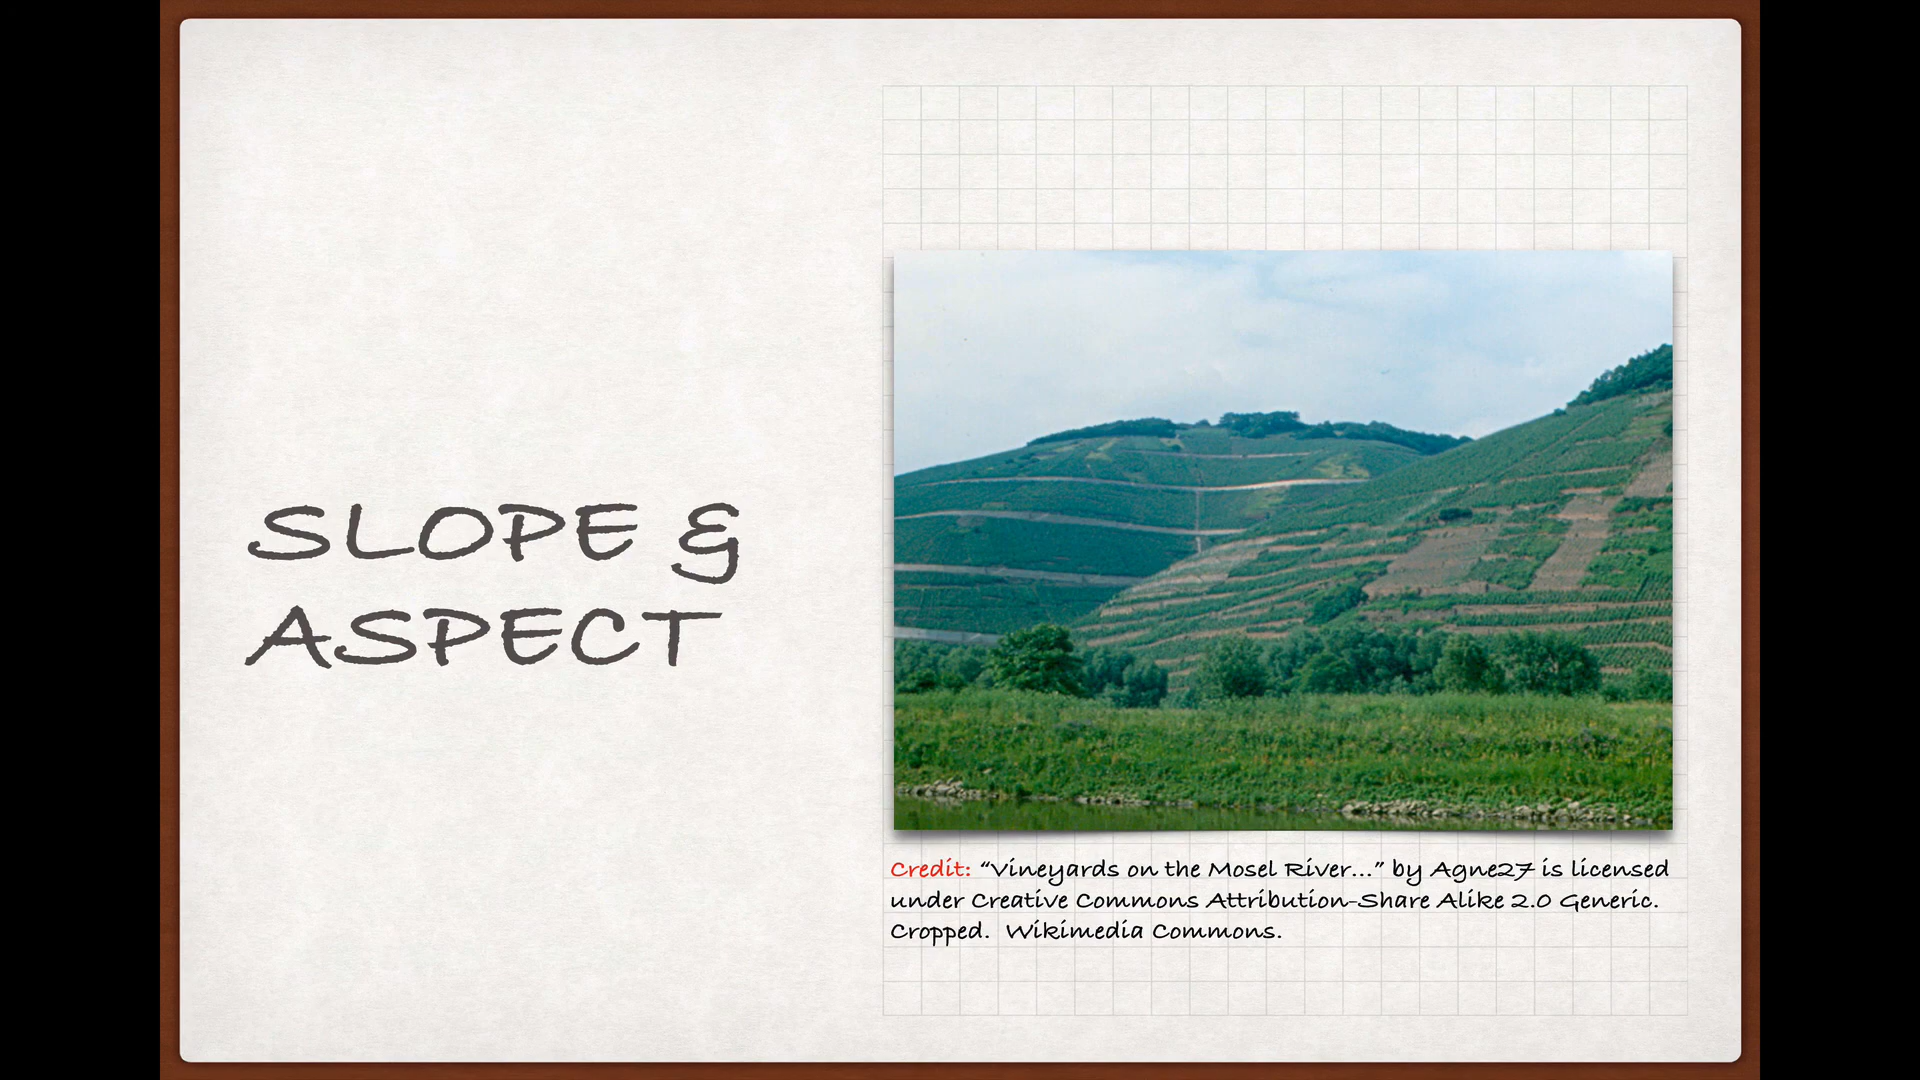 SLOPE &
ASPECT
Credit: “Vineyards on the Mosel River...” by Agne27 is licensed
under Creative Commons Attribution-Share Alike 2.0 Generic.
Cropped.  Wikimedia Commons.